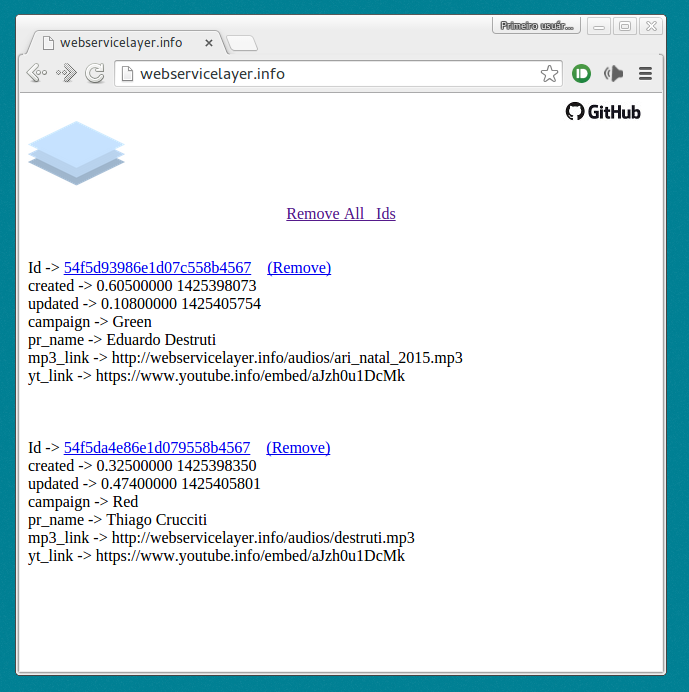 Primeiro usuár...
webservicelayer.info
webservicelayer.info
GitHub
Remove All _Ids
Id -> 54f5d93986e1d07c558b4567 (Remove)
created -> 0.60500000 1425398073
updated -> 0.10800000 1425405754
campaign -> Green
pr_name -> Eduardo Destruti
mp3_link -> http://webservicelayer.info/audios/ari_natal_2015.mp3
yt_link -> https://www.youtube.info/embed/aJzh0u1DcMk
Id -> 54f5da4e86e1d079558b4567 (Remove)
created -> 0.32500000 1425398350
updated -> 0.47400000 1425405801
campaign -> Red
pr_name -> Thiago Crucciti
mp3_link -> http://webservicelayer.info/audios/destruti.mp3
yt_link -> https://www.youtube.info/embed/aJzh0u1DcMk